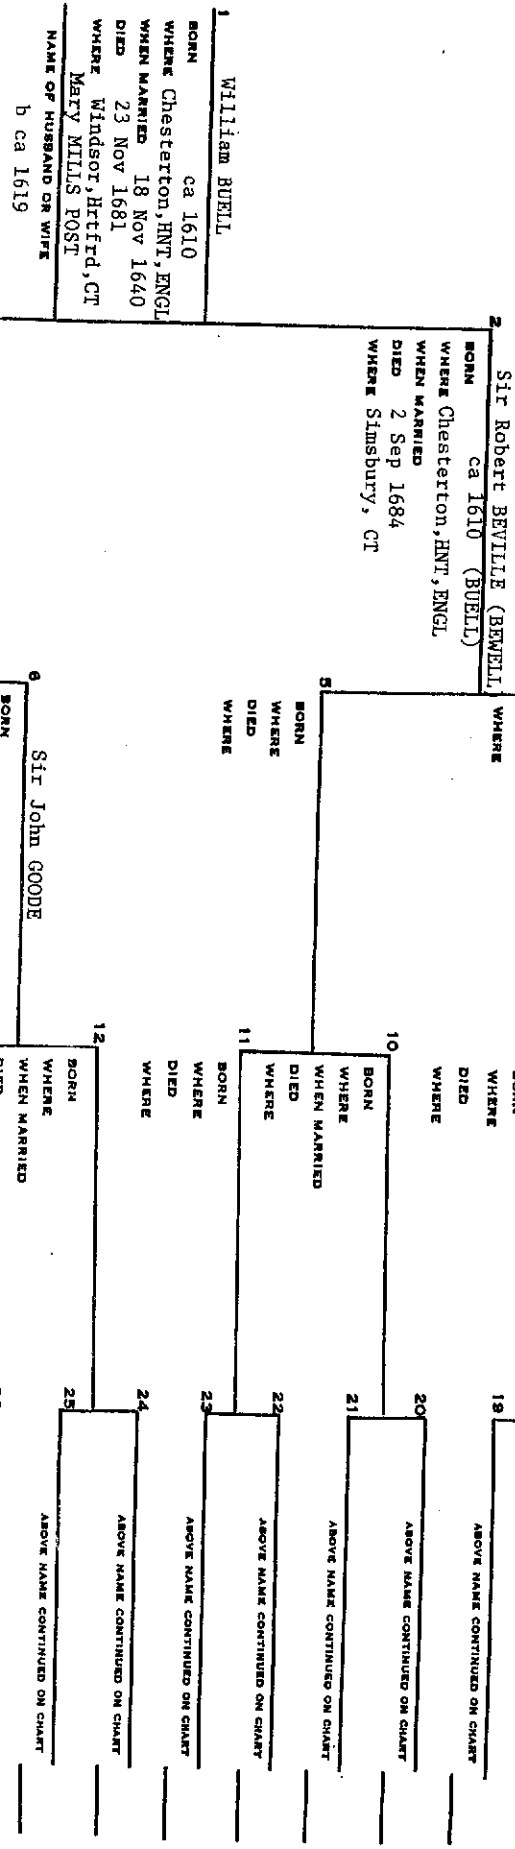 1
William BUELL
BORN ca 1610
WHERE Chesterton,HNT,ENGL
WHEN MARRIED 18 Nov 1640
DIED 23 Nov 1681
WHERE Windsor,Hrtfrd,CT
Mary MILLS POST
NAME OF HUSBAND OR WIFE
b ca 1619
2
Sir Robert BEVILLE (BEWELL)
BORN ca 1610 (BUELL)
WHERE Chesterton,HNT,ENGL
WHEN MARRIED
DIED 2 Sep 1684
WHERE Simsbury, CT
WHERE
5
BORN
WHERE
DIED
WHERE
6
Sir John GOODE
BORN
WHERE
DIED
WHERE
10
BORN
WHERE
WHEN MARRIED
DIED
WHERE
11
BORN
WHERE
DIED
WHERE
12
BORN
WHERE
WHEN MARRIED
DIED
19
ABOVE NAME CONTINUED ON CHART
20
ABOVE NAME CONTINUED ON CHART
21
ABOVE NAME CONTINUED ON CHART
22
ABOVE NAME CONTINUED ON CHART
23
ABOVE NAME CONTINUED ON CHART
24
ABOVE NAME CONTINUED ON CHART
25
ABOVE NAME CONTINUED ON CHART